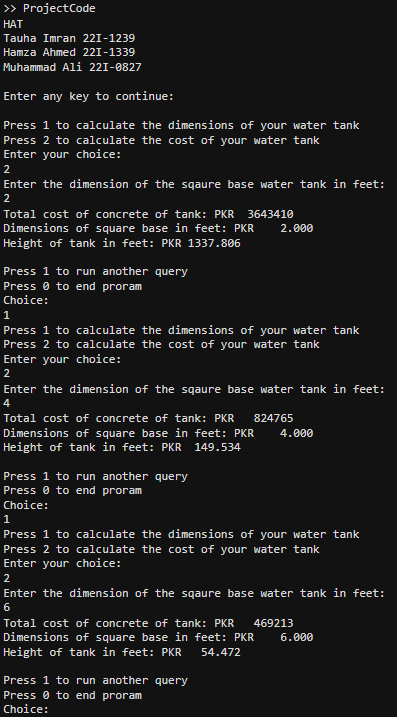 >> ProjectCode
HAT
Tauha Imran 22I-1239
Hamza Ahmed 22I-1339
Muhammad Ali 22I-0827
Enter any key to continue:
Press 1 to calculate the dimensions of your water tank
Press 2 to calculate the cost of your water tank
Enter your choice:
2
Enter the dimension of the sqaure base water tank in feet:
2
Total cost of concrete of tank: PKR  3643410
Dimensions of square base in feet: PKR    2.000
Height of tank in feet: PKR 1337.806
Press 1 to run another query
Press 0 to end proram
Choice:
1
Press 1 to calculate the dimensions of your water tank
Press 2 to calculate the cost of your water tank
Enter your choice:
2
Enter the dimension of the sqaure base water tank in feet:
4
Total cost of concrete of tank: PKR   824765
Dimensions of square base in feet: PKR    4.000
Height of tank in feet: PKR  149.534
Press 1 to run another query
Press 0 to end proram
Choice:
1
Press 1 to calculate the dimensions of your water tank
Press 2 to calculate the cost of your water tank
Enter your choice:
2
Enter the dimension of the sqaure base water tank in feet:
6
Total cost of concrete of tank: PKR   469213
Dimensions of square base in feet: PKR    6.000
Height of tank in feet: PKR   54.472
Press 1 to run another query
Press 0 to end proram
Choice: